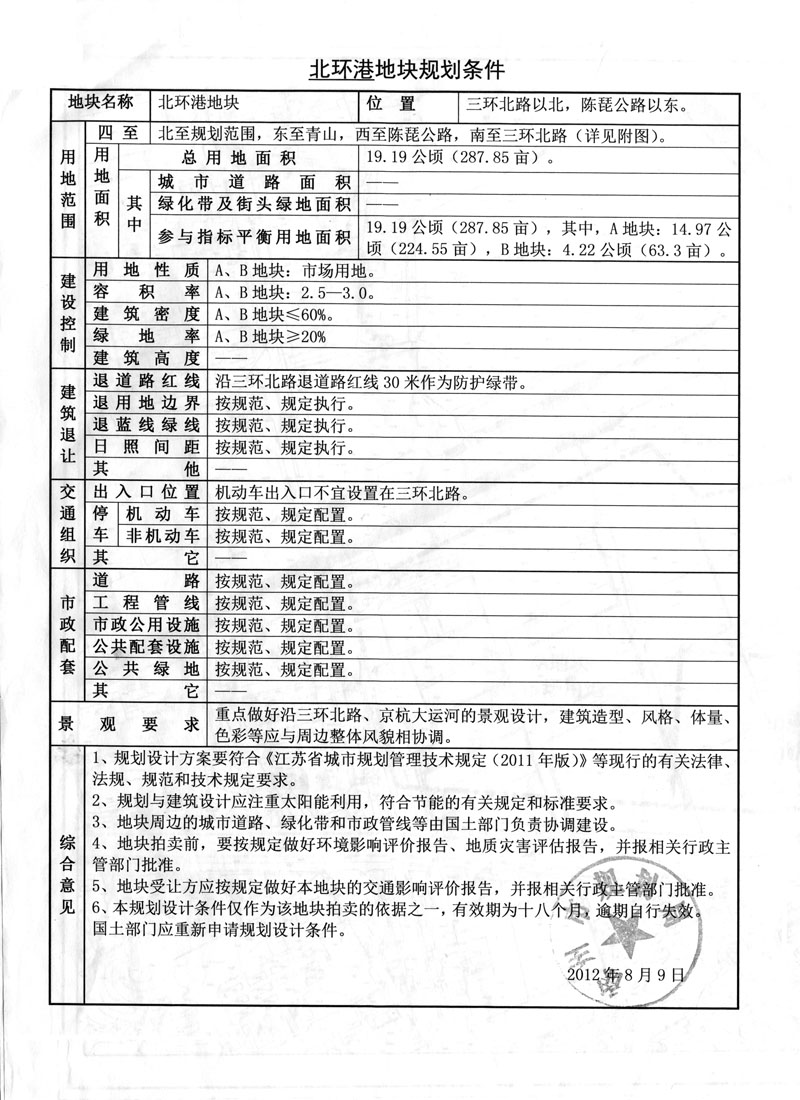 北环港地块规划条件
地块名称 北环港地块 位置 三环北路以北，陈琵公路以东。
用地范围 四至 北至规划范围，东至青山，西至陈琵公路，南至三环北路（详见附图）。
用地面积 总用地面积 19.19公顷（287.85亩）。
其中 城市道路面积 ——
绿化带及街头绿地面积 ——
参与指标平衡用地面积 19.19公顷（287.85亩），其中，A地块：14.97公
顷（224.55亩），B地块：4.22公顷（63.3亩）。
建设控制 用地性质 A、B地块：市场用地。
容积率 A、B地块：2.5—3.0。
建筑密度 A、B地块≤60%。
绿地率 A、B地块≥20%
建筑高度 ——
建筑退让 退道路红线 沿三环北路退道路红线30米作为防护绿带。
退用地边界 按规范、规定执行。
退蓝线绿线 按规范、规定执行。
日照间距 按规范、规定执行。
其他 ——
交通组织 出入口位置 机动车出入口不宜设置在三环北路。
停车 机动车 按规范、规定配置。
非机动车 按规范、规定配置。
其它 ——
市政配套 道路 按规范、规定配置。
工程管线 按规范、规定配置。
市政公用设施 按规范、规定配置。
公共配套设施 按规范、规定配置。
公共绿地 按规范、规定配置。
其它 ——
景观要求 重点做好沿三环北路、京杭大运河的景观设计，建筑造型、风格、体量、
色彩等应与周边整体风貌相协调。
综合意见 1、规划设计方案要符合《江苏省城市规划管理技术规定（2011年版）》等现行的有关法律、
法规、规范和技术规定要求。
2、规划与建筑设计应注重太阳能利用，符合节能的有关规定和标准要求。
3、地块周边的城市道路、绿化带和市政管线等由国土部门负责协调建设。
4、地块拍卖前，要按规定做好环境影响评价报告、地质灾害评估报告，并报相关行政主
管部门批准。
5、地块受让方应按规定做好本地块的交通影响评价报告，并报相关行政主管部门批准。
6、本规划设计条件仅作为该地块拍卖的依据之一，有效期为十八个月，逾期自行失效。
国土部门应重新申请规划设计条件。
2012年8月9日